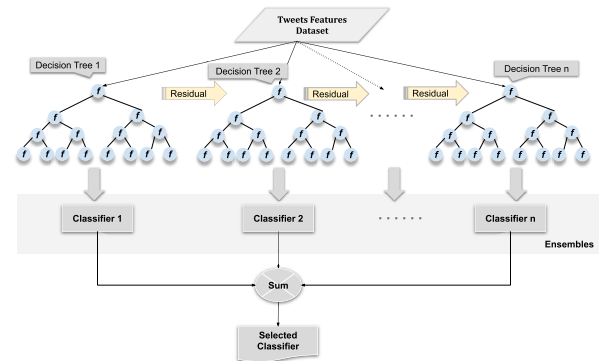 Tweets Features
Dataset
Decision Tree 1
Decision Tree 2
Decision Tree n
f
Residual
f
Residual
Residual
f
f f
f f
f f
f f f f
f f f f
f f f f
. . . . . .
f f f f f f f f
f f f f f f f f
f f f f f f f f
Classifier 1
Classifier 2
. . . . . .
Classifier n
Ensembles
Sum
Selected
Classifier